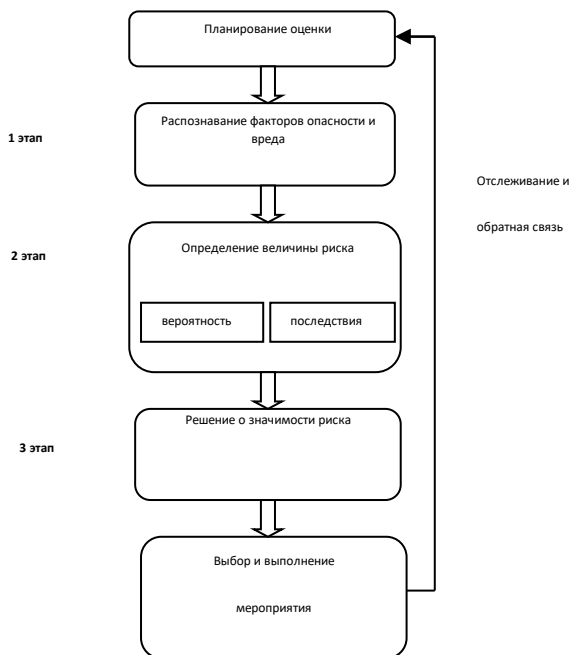 Планирование оценки
1 этап
Распознавание факторов опасности и
вреда
Отслеживание и
обратная связь
2 этап
Определение величины риска
вероятность
последствия
3 этап
Решение о значимости риска
Выбор и выполнение
мероприятия